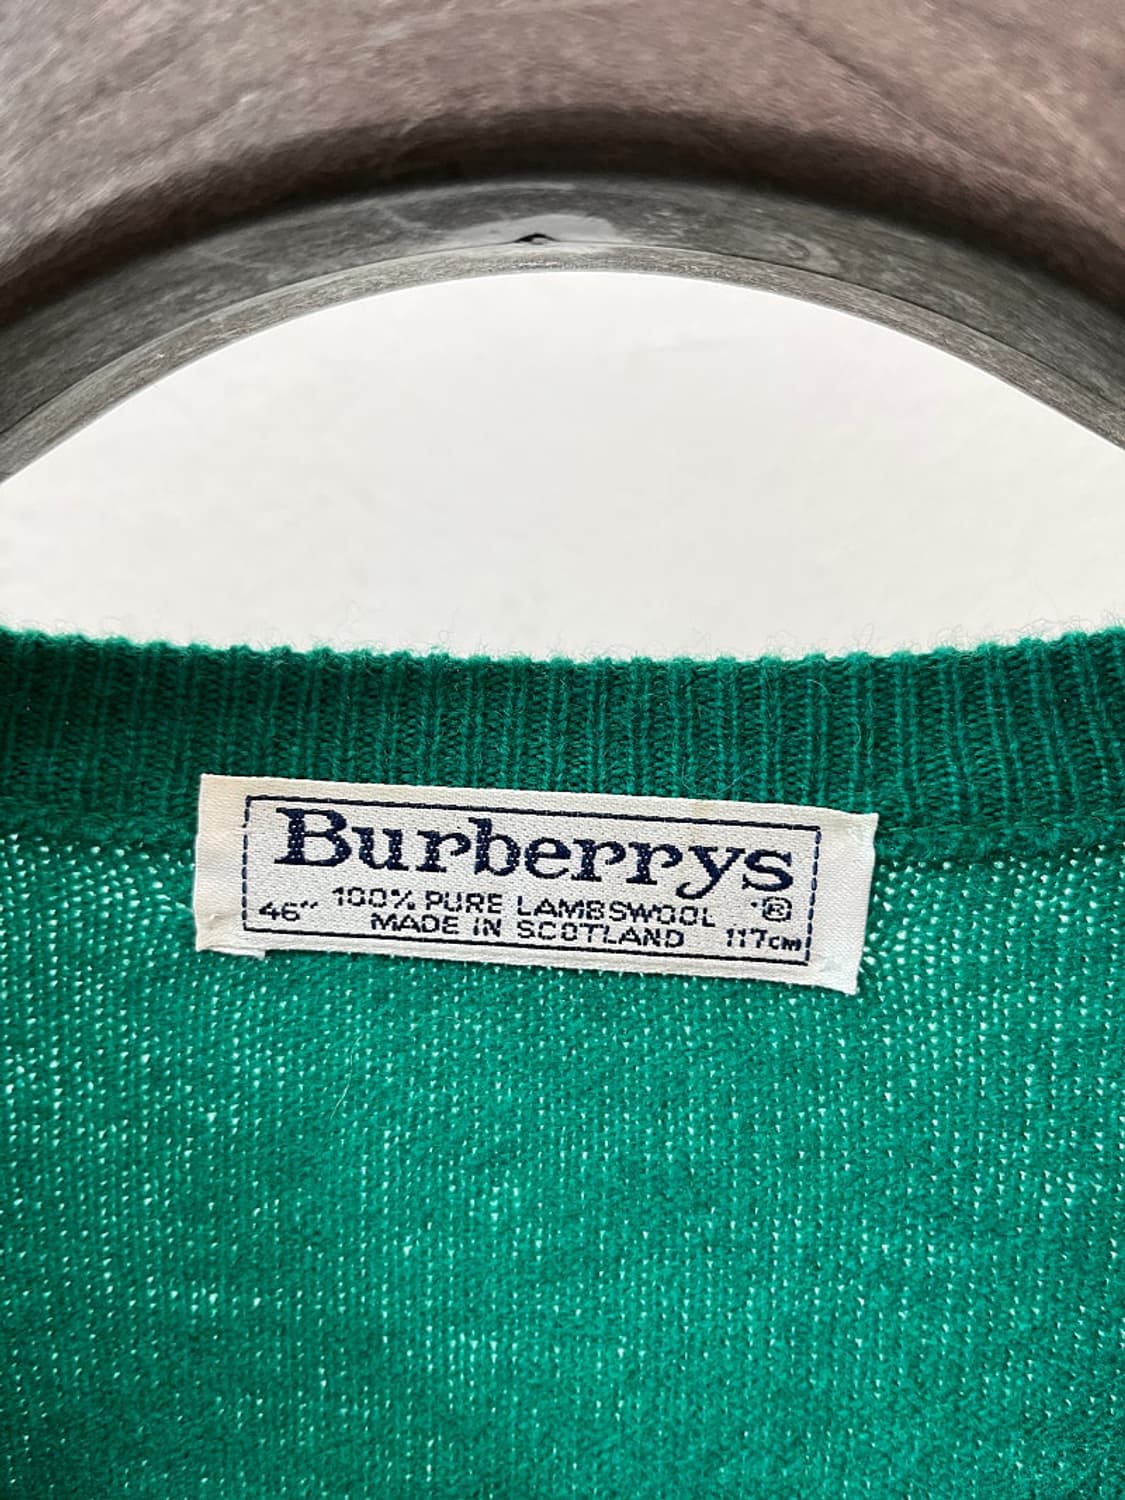 Burberrys
46" 100% PURE LAMBSWOOL ®
MADE IN SCOTLAND 117cm